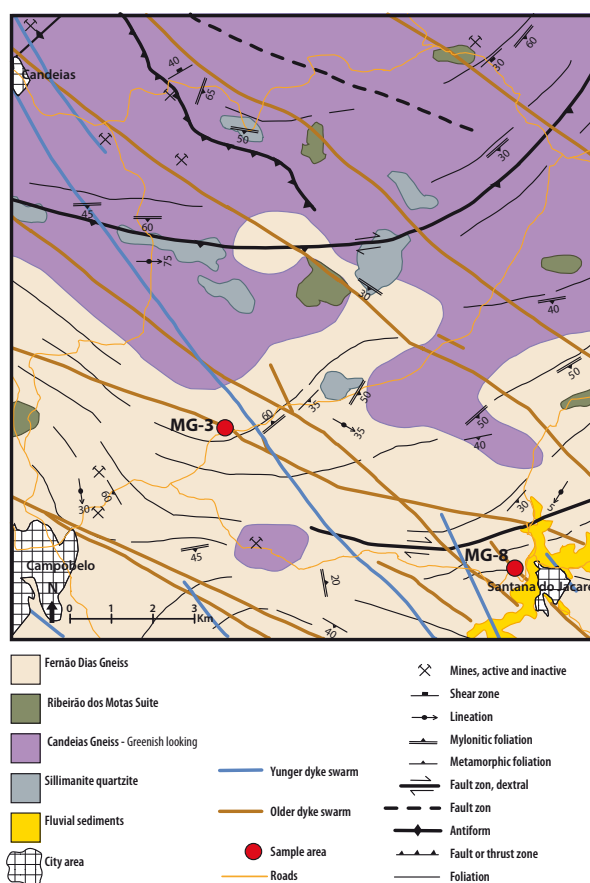 Candeias
40
65
50
30
60
30
45
60
75
30
40
50
MG-3
60
35
50
35
50
40
30
60
30
5
45
20
40
MG-8
Campobelo
Santana do Jacaré
N
0 1 2 3
Km
Fernão Dias Gneiss
Ribeirão dos Motas Suite
Candeias Gneiss - Greenish looking
Sillimanite quartzite
Fluvial sediments
City area
Yunger dyke swarm
Older dyke swarm
Sample area
Roads
Mines, active and inactive
Shear zone
Lineation
Mylonitic foliation
Metamorphic foliation
Fault zon, dextral
Fault zon
Antiform
Fault or thrust zone
Foliation